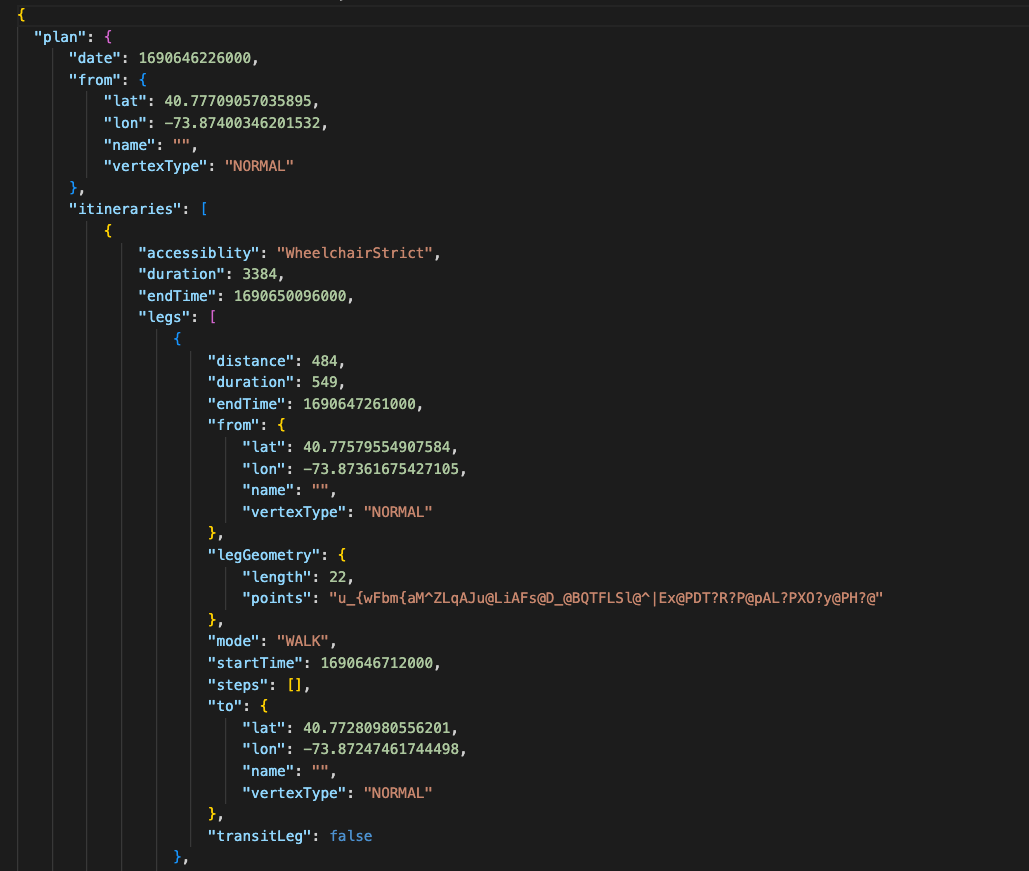 {
"plan": {
"date": 1690646226000,
"from": {
"lat": 40.77709057035895,
"lon": -73.87400346201532,
"name": "",
"vertexType": "NORMAL"
},
"itineraries": [
{
"accessiblity": "WheelchairStrict",
"duration": 3384,
"endTime": 1690650096000,
"legs": [
{
"distance": 484,
"duration": 549,
"endTime": 1690647261000,
"from": {
"lat": 40.77579554907584,
"lon": -73.87361675427105,
"name": "",
"vertexType": "NORMAL"
},
"legGeometry": {
"length": 22,
"points": "u_{wFbm{aM^ZLqAJu@LiAFs@D_@BQTFLSl@^|Ex@PDT?R?P@pAL?PXO?y@PH?@"
},
"mode": "WALK",
"startTime": 1690646712000,
"steps": [],
"to": {
"lat": 40.77280980556201,
"lon": -73.87247461744498,
"name": "",
"vertexType": "NORMAL"
},
"transitLeg": false
},